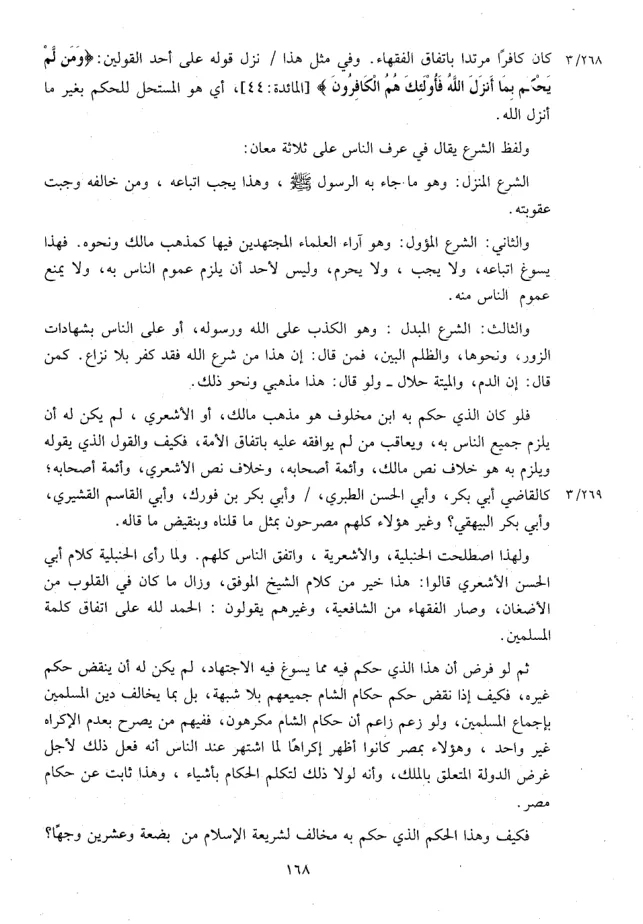 ٣/٢٦٨ كان كافرًا مرتدا باتفاق الفقهاء. وفي مثل هذا / نزل قوله على أحد القولين: ﴿وَمَن لَّمْ
يَحْكُم بِمَا أَنزَلَ اللَّهُ فَأُوْلَئِكَ هُمُ الْكَافِرُونَ﴾ [المائدة:٤٤]، أي هو المستحل للحكم بغير ما
أنزل الله.
ولفظ الشرع يقال في عرف الناس على ثلاثة معان:
الشرع المنزل: وهو ما جاء به الرسول ﷺ ، وهذا يجب اتباعه ، ومن خالفه وجبت
عقوبته.
والثاني: الشرع المؤول: وهو آراء العلماء المجتهدين فيها كمذهب مالك ونحوه. فهذا
يسوغ اتباعه، ولا يجب ، ولا يحرم، وليس لأحد أن يلزم عموم الناس به، ولا يمنع
عموم الناس منه.
والثالث: الشرع المبدل : وهو الكذب على الله ورسوله، أو على الناس بشهادات
الزور، ونحوها، والظلم البين، فمن قال: إن هذا من شرع الله فقد كفر بلا نزاع. كمن
قال: إن الدم، والميتة حلال ـ ولو قال: هذا مذهبي ونحو ذلك.
فلو كان الذي حكم به ابن مخلوف هو مذهب مالك، أو الأشعري ، لم يكن له أن
يلزم جميع الناس به، ويعاقب من لم يوافقه عليه باتفاق الأمة، فكيف والقول الذي يقوله
ويلزم به هو خلاف نص مالك، وأئمة أصحابه، وخلاف نص الأشعري، وأئمة أصحابه؛
٣/٢٦٩ كالقاضي أبي بكر، وأبي الحسن الطبري، / وأبي بكر بن فورك، وأبي القاسم القشيري،
وأبي بكر البيهقي؟ وغير هؤلاء كلهم مصرحون بمثل ما قلناه وبنقيض ما قاله.
ولهذا اصطلحت الحنبلية، والأشعرية ، واتفق الناس كلهم. ولما رأى الحنبلية كلام أبي
الحسن الأشعري قالوا: هذا خير من كلام الشيخ الموفق، وزال ما كان في القلوب من
الأضغان، وصار الفقهاء من الشافعية، وغيرهم يقولون : الحمد لله على اتفاق كلمة
المسلمين.
ثم لو فرض أن هذا الذي حكم فيه مما يسوغ فيه الاجتهاد، لم يكن له أن ينقض حكم
غيره، فكيف إذا نقض حكم حكام الشام جميعهم بلا شبهة، بل بما يخالف دين المسلمين
بإجماع المسلمين، ولو زعم زاعم أن حكام الشام مكرهون، ففيهم من يصرح بعدم الإكراه
غير واحد ، وهؤلاء بمصر كانوا أظهر إكراهًا لما اشتهر عند الناس أنه فعل ذلك لأجل
غرض الدولة المتعلق بالملك، وأنه لولا ذلك لتكلم الحكام بأشياء ، وهذا ثابت عن حكام
مصر.
فكيف وهذا الحكم الذي حكم به مخالف لشريعة الإسلام من بضعة وعشرين وجهًا؟
١٦٨